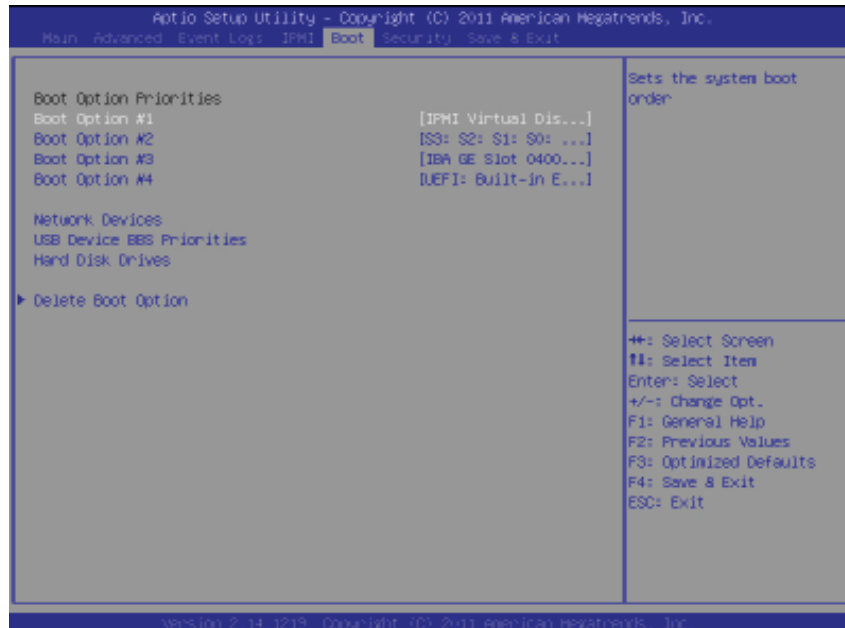 Aptio Setup Utility - Copyright (C) 2011 American Megatrends, Inc.
Main Advanced Event Logs IPMI Boot Security Save & Exit
Boot Option Priorities
Boot Option #1 [IPMI Virtual Dis...]
Boot Option #2 [S3: S2: S1: S0: ...]
Boot Option #3 [IBA GE Slot 0400...]
Boot Option #4 [UEFI: Built-in E...]
Network Devices
USB Device BBS Priorities
Hard Disk Drives
Delete Boot Option
Sets the system boot
order
→←: Select Screen
↑↓: Select Item
Enter: Select
+/-: Change Opt.
F1: General Help
F2: Previous Values
F3: Optimized Defaults
F4: Save & Exit
ESC: Exit
Version 2.14.1219. Copyright (C) 2011 American Megatrends, Inc.